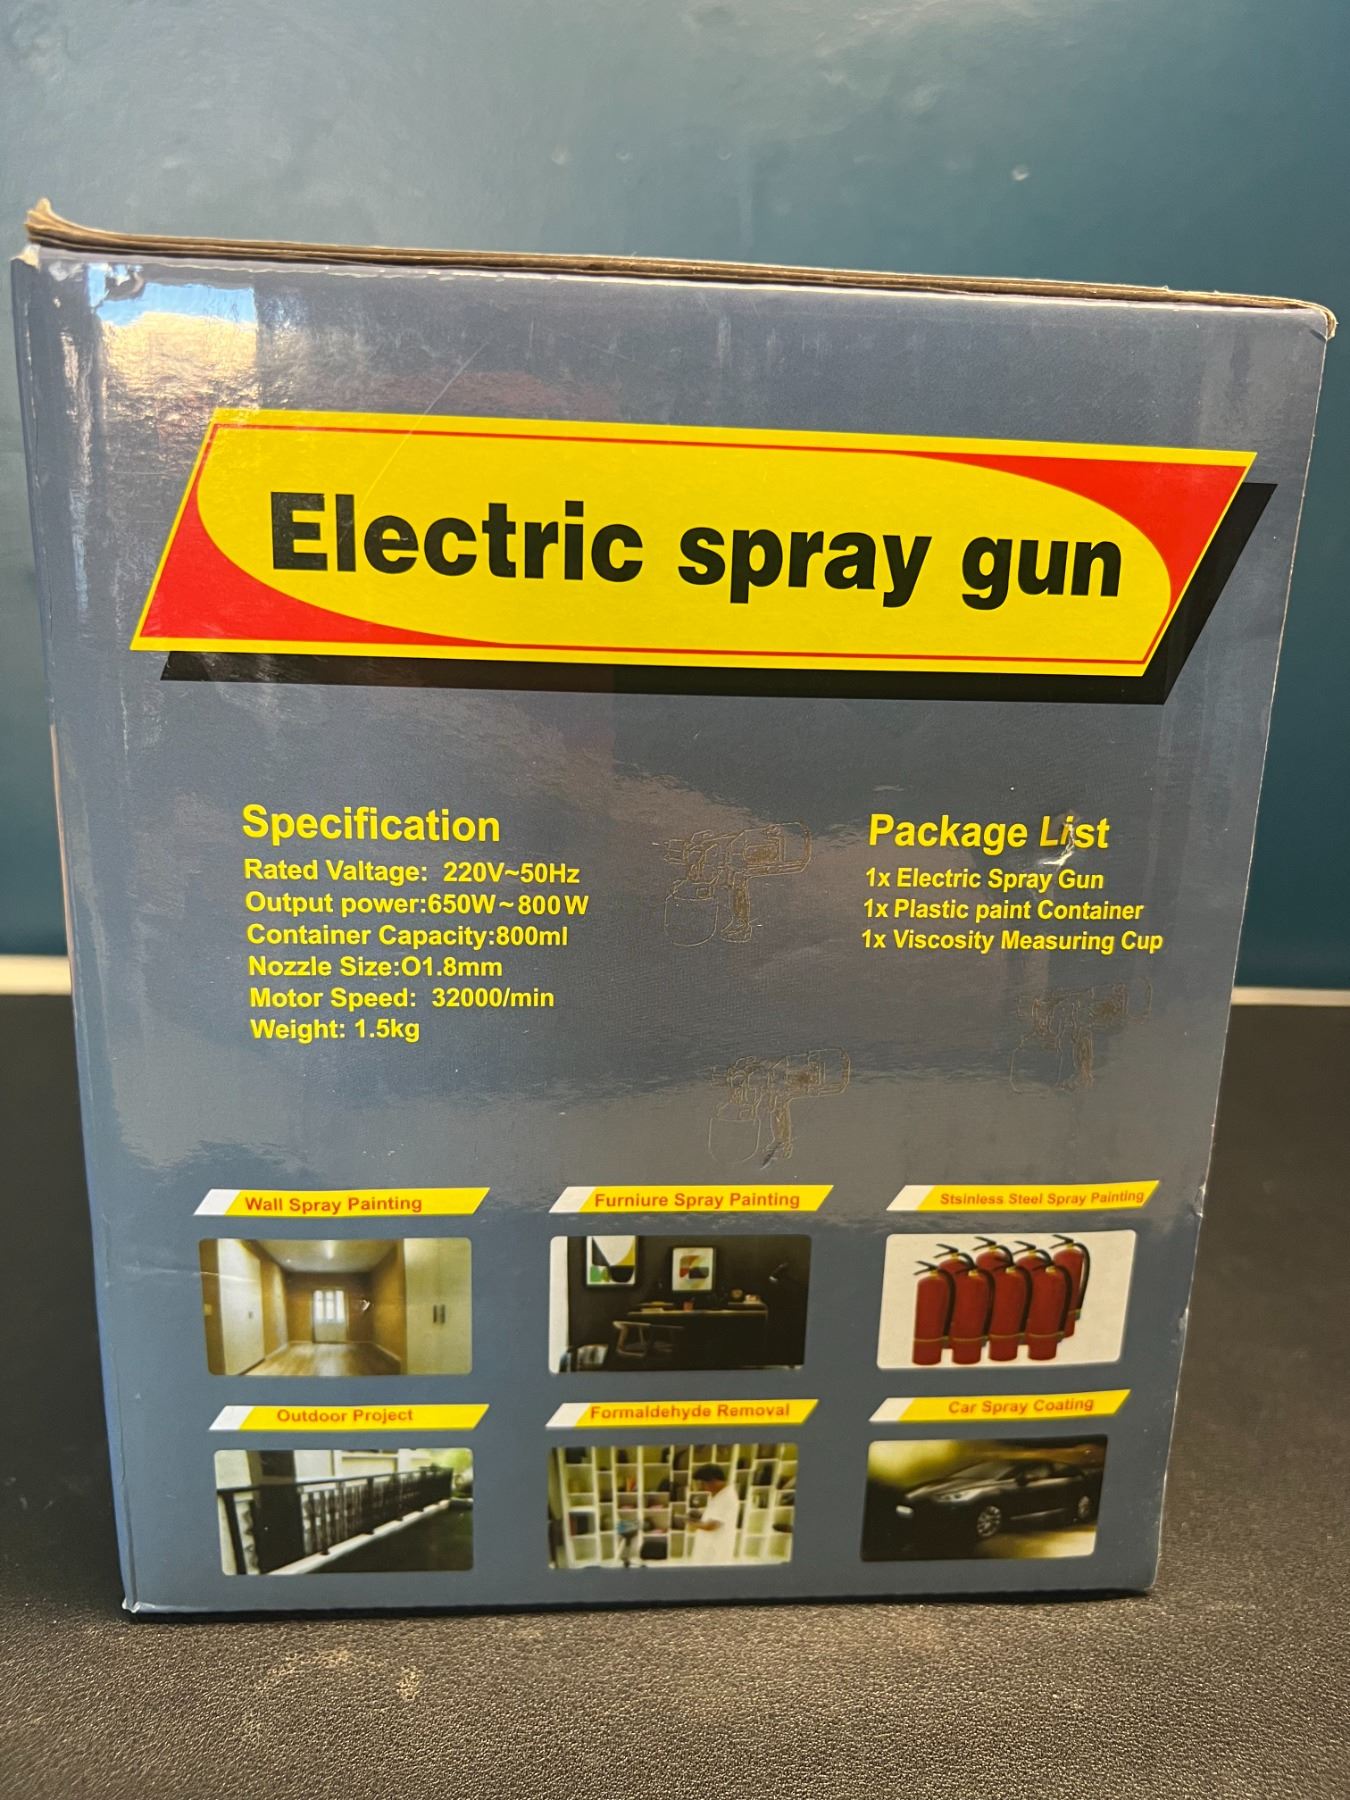 Electric spray gun
Specification
Rated Valtage: 220V~50Hz
Output power:650W~800W
Container Capacity:800ml
Nozzle Size:O1.8mm
Motor Speed: 32000/min
Weight: 1.5kg
Package List
1x Electric Spray Gun
1x Plastic paint Container
1x Viscosity Measuring Cup
Wall Spray Painting
Furniure Spray Painting
Stsinless Steel Spray Painting
Outdoor Project
Formaldehyde Removal
Car Spray Coating